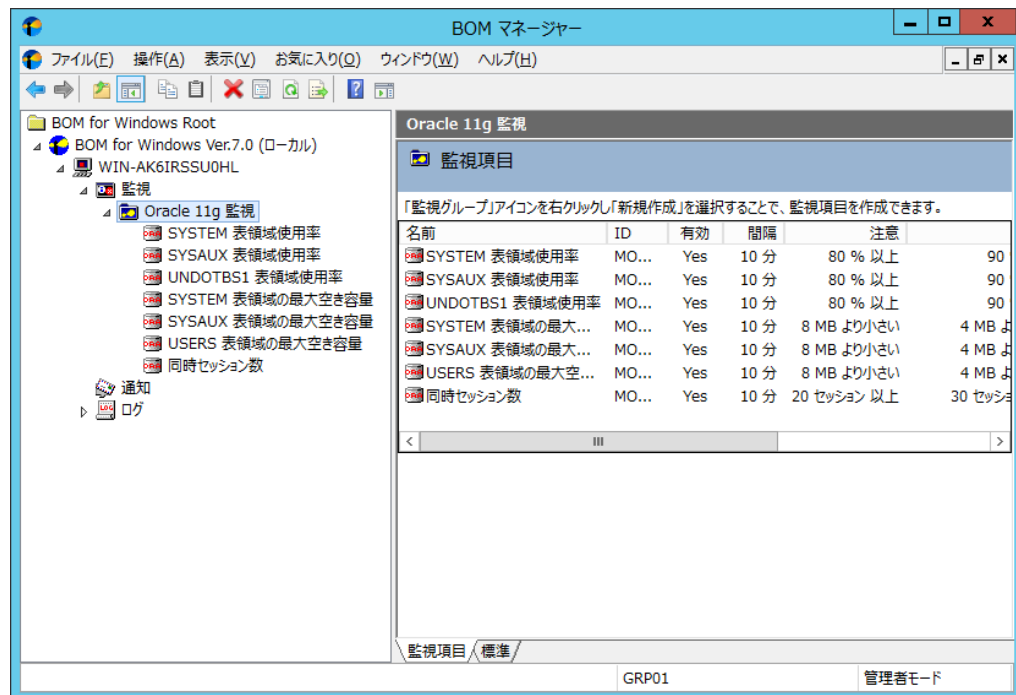 BOM マネージャー
ファイル(F) 操作(A) 表示(V) お気に入り(O) ウィンドウ(W) ヘルプ(H)
BOM for Windows Root
BOM for Windows Ver.7.0 (ローカル)
WIN-AK6IRSSU0HL
監視
Oracle 11g 監視
SYSTEM 表領域使用率
SYSAUX 表領域使用率
UNDOTBS1 表領域使用率
SYSTEM 表領域の最大空き容量
SYSAUX 表領域の最大空き容量
USERS 表領域の最大空き容量
同時セッション数
通知
ログ
Oracle 11g 監視
監視項目
「監視グループ」アイコンを右クリックし「新規作成」を選択することで、監視項目を作成できます。
名前 ID 有効 間隔 注意
SYSTEM 表領域使用率 MO... Yes 10 分 80 % 以上 90
SYSAUX 表領域使用率 MO... Yes 10 分 80 % 以上 90
UNDOTBS1 表領域使用率 MO... Yes 10 分 80 % 以上 90
SYSTEM 表領域の最大... MO... Yes 10 分 8 MB より小さい 4 MB よ
SYSAUX 表領域の最大... MO... Yes 10 分 8 MB より小さい 4 MB よ
USERS 表領域の最大空... MO... Yes 10 分 8 MB より小さい 4 MB よ
同時セッション数 MO... Yes 10 分 20 セッション 以上 30 セッショ
監視項目 標準
GRP01 管理者モード